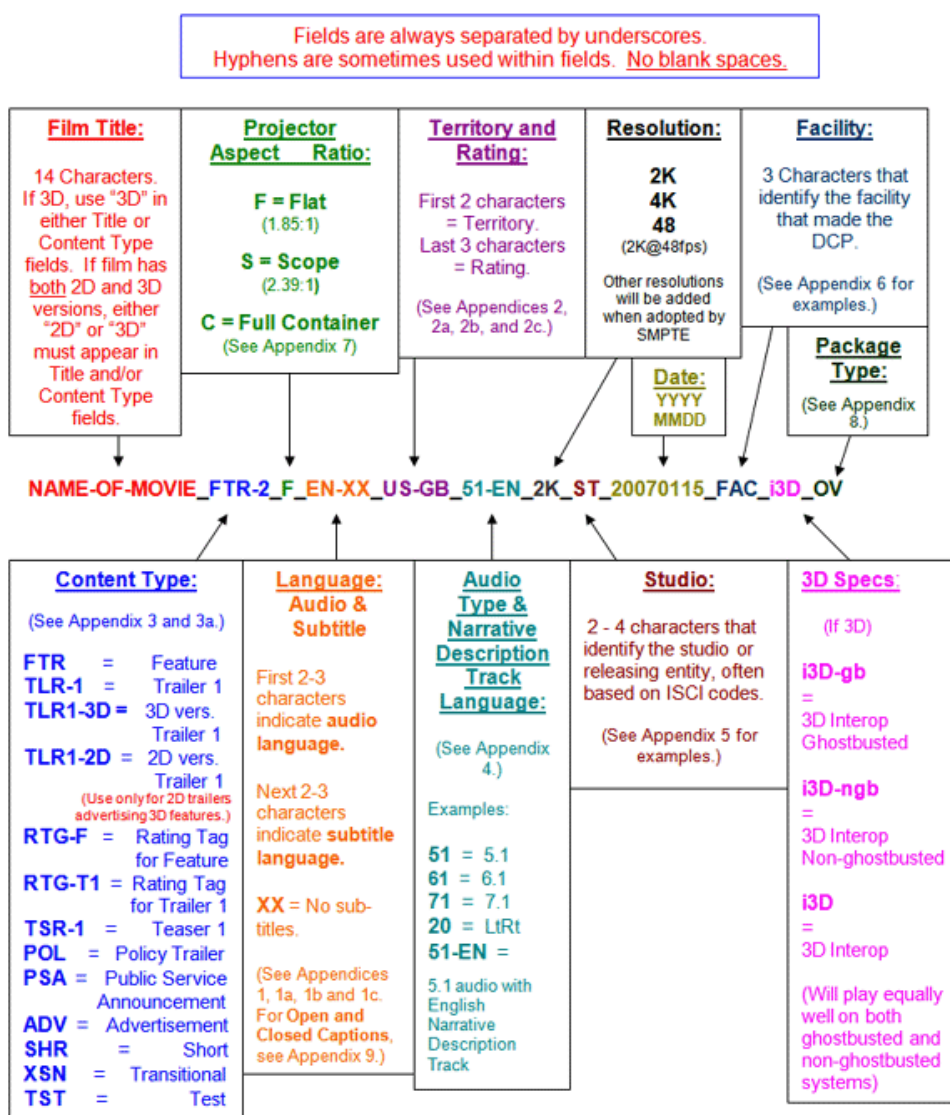 Fields are always separated by underscores.
Hyphens are sometimes used within fields. No blank spaces.
Film Title:
14 Characters.
If 3D, use “3D” in
either Title or
Content Type
fields. If film has
both 2D and 3D
versions, either
“2D” or “3D”
must appear in
Title and/or
Content Type
fields.
Projector
Aspect Ratio:
F = Flat
(1.85:1)
S = Scope
(2.39:1)
C = Full Container
(See Appendix 7)
Territory and
Rating:
First 2 characters
= Territory.
Last 3 characters
= Rating.
(See Appendices 2,
2a, 2b, and 2c.)
Resolution:
2K
4K
48
(2K@48fps)
Other resolutions
will be added
when adopted by
SMPTE
Date:
YYYY
MMDD
Facility:
3 Characters that
identify the facility
that made the
DCP.
(See Appendix 6 for
examples.)
Package
Type:
(See Appendix
8.)
NAME-OF-MOVIE_FTR-2_F_EN-XX_US-GB_51-EN_2K_ST_20070115_FAC_i3D_OV
Content Type:
(See Appendix 3 and 3a.)
FTR = Feature
TLR-1 = Trailer 1
TLR1-3D = 3D vers.
Trailer 1
TLR1-2D = 2D vers.
Trailer 1
(Use only for 2D trailers
advertising 3D features.)
RTG-F = Rating Tag
for Feature
RTG-T1 = Rating Tag
for Trailer 1
TSR-1 = Teaser 1
POL = Policy Trailer
PSA = Public Service
Announcement
ADV = Advertisement
SHR = Short
XSN = Transitional
TST = Test
Language:
Audio &
Subtitle
First 2-3
characters
indicate audio
language.
Next 2-3
characters
indicate subtitle
language.
XX = No sub-
titles.
(See Appendices
1, 1a, 1b and 1c.
For Open and
Closed Captions,
see Appendix 9.)
Audio
Type &
Narrative
Description
Track
Language:
(See Appendix
4.)
Examples:
51 = 5.1
61 = 6.1
71 = 7.1
20 = LtRt
51-EN =
5.1 audio with
English
Narrative
Description
Track
Studio:
2 - 4 characters that
identify the studio or
releasing entity, often
based on ISCI codes.
(See Appendix 5 for
examples.)
3D Specs:
(If 3D)
i3D-gb
=
3D Interop
Ghostbusted
i3D-ngb
=
3D Interop
Non-ghostbusted
i3D
=
3D Interop
(Will play equally
well on both
ghostbusted and
non-ghostbusted
systems)